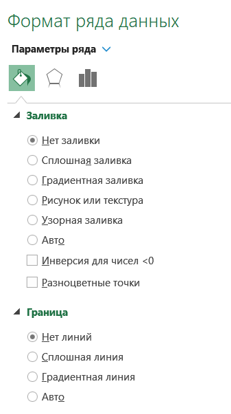 Формат ряда данных
Параметры ряда
Заливка
Нет заливки
Сплошная заливка
Градиентная заливка
Рисунок или текстура
Узорная заливка
Авто
Инверсия для чисел <0
Разноцветные точки
Граница
Нет линий
Сплошная линия
Градиентная линия
Авто